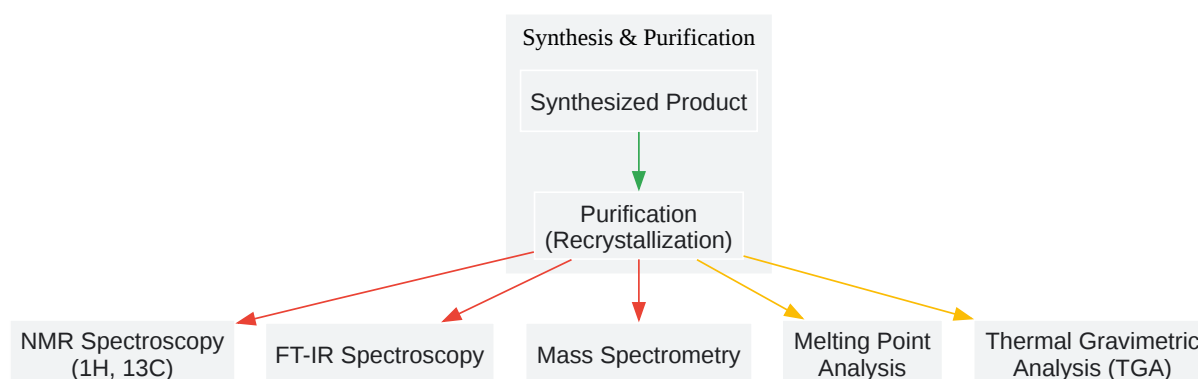 Synthesis & Purification
Synthesized Product
Purification
(Recrystallization)
NMR Spectroscopy
(1H, 13C)
FT-IR Spectroscopy
Mass Spectrometry
Melting Point
Analysis
Thermal Gravimetric
Analysis (TGA)